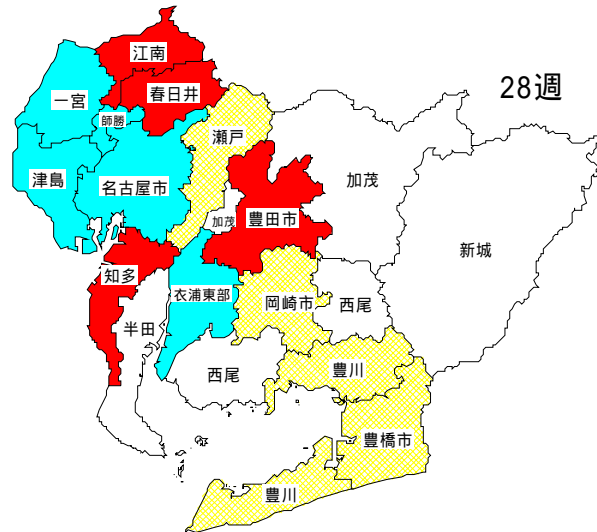 江南
28週
春日井
一宮
師勝
瀬戸
津島
名古屋市
加茂
加茂
豊田市
新城
知多
衣浦東部
岡崎市
西尾
半田
西尾
豊川
豊橋市
豊川